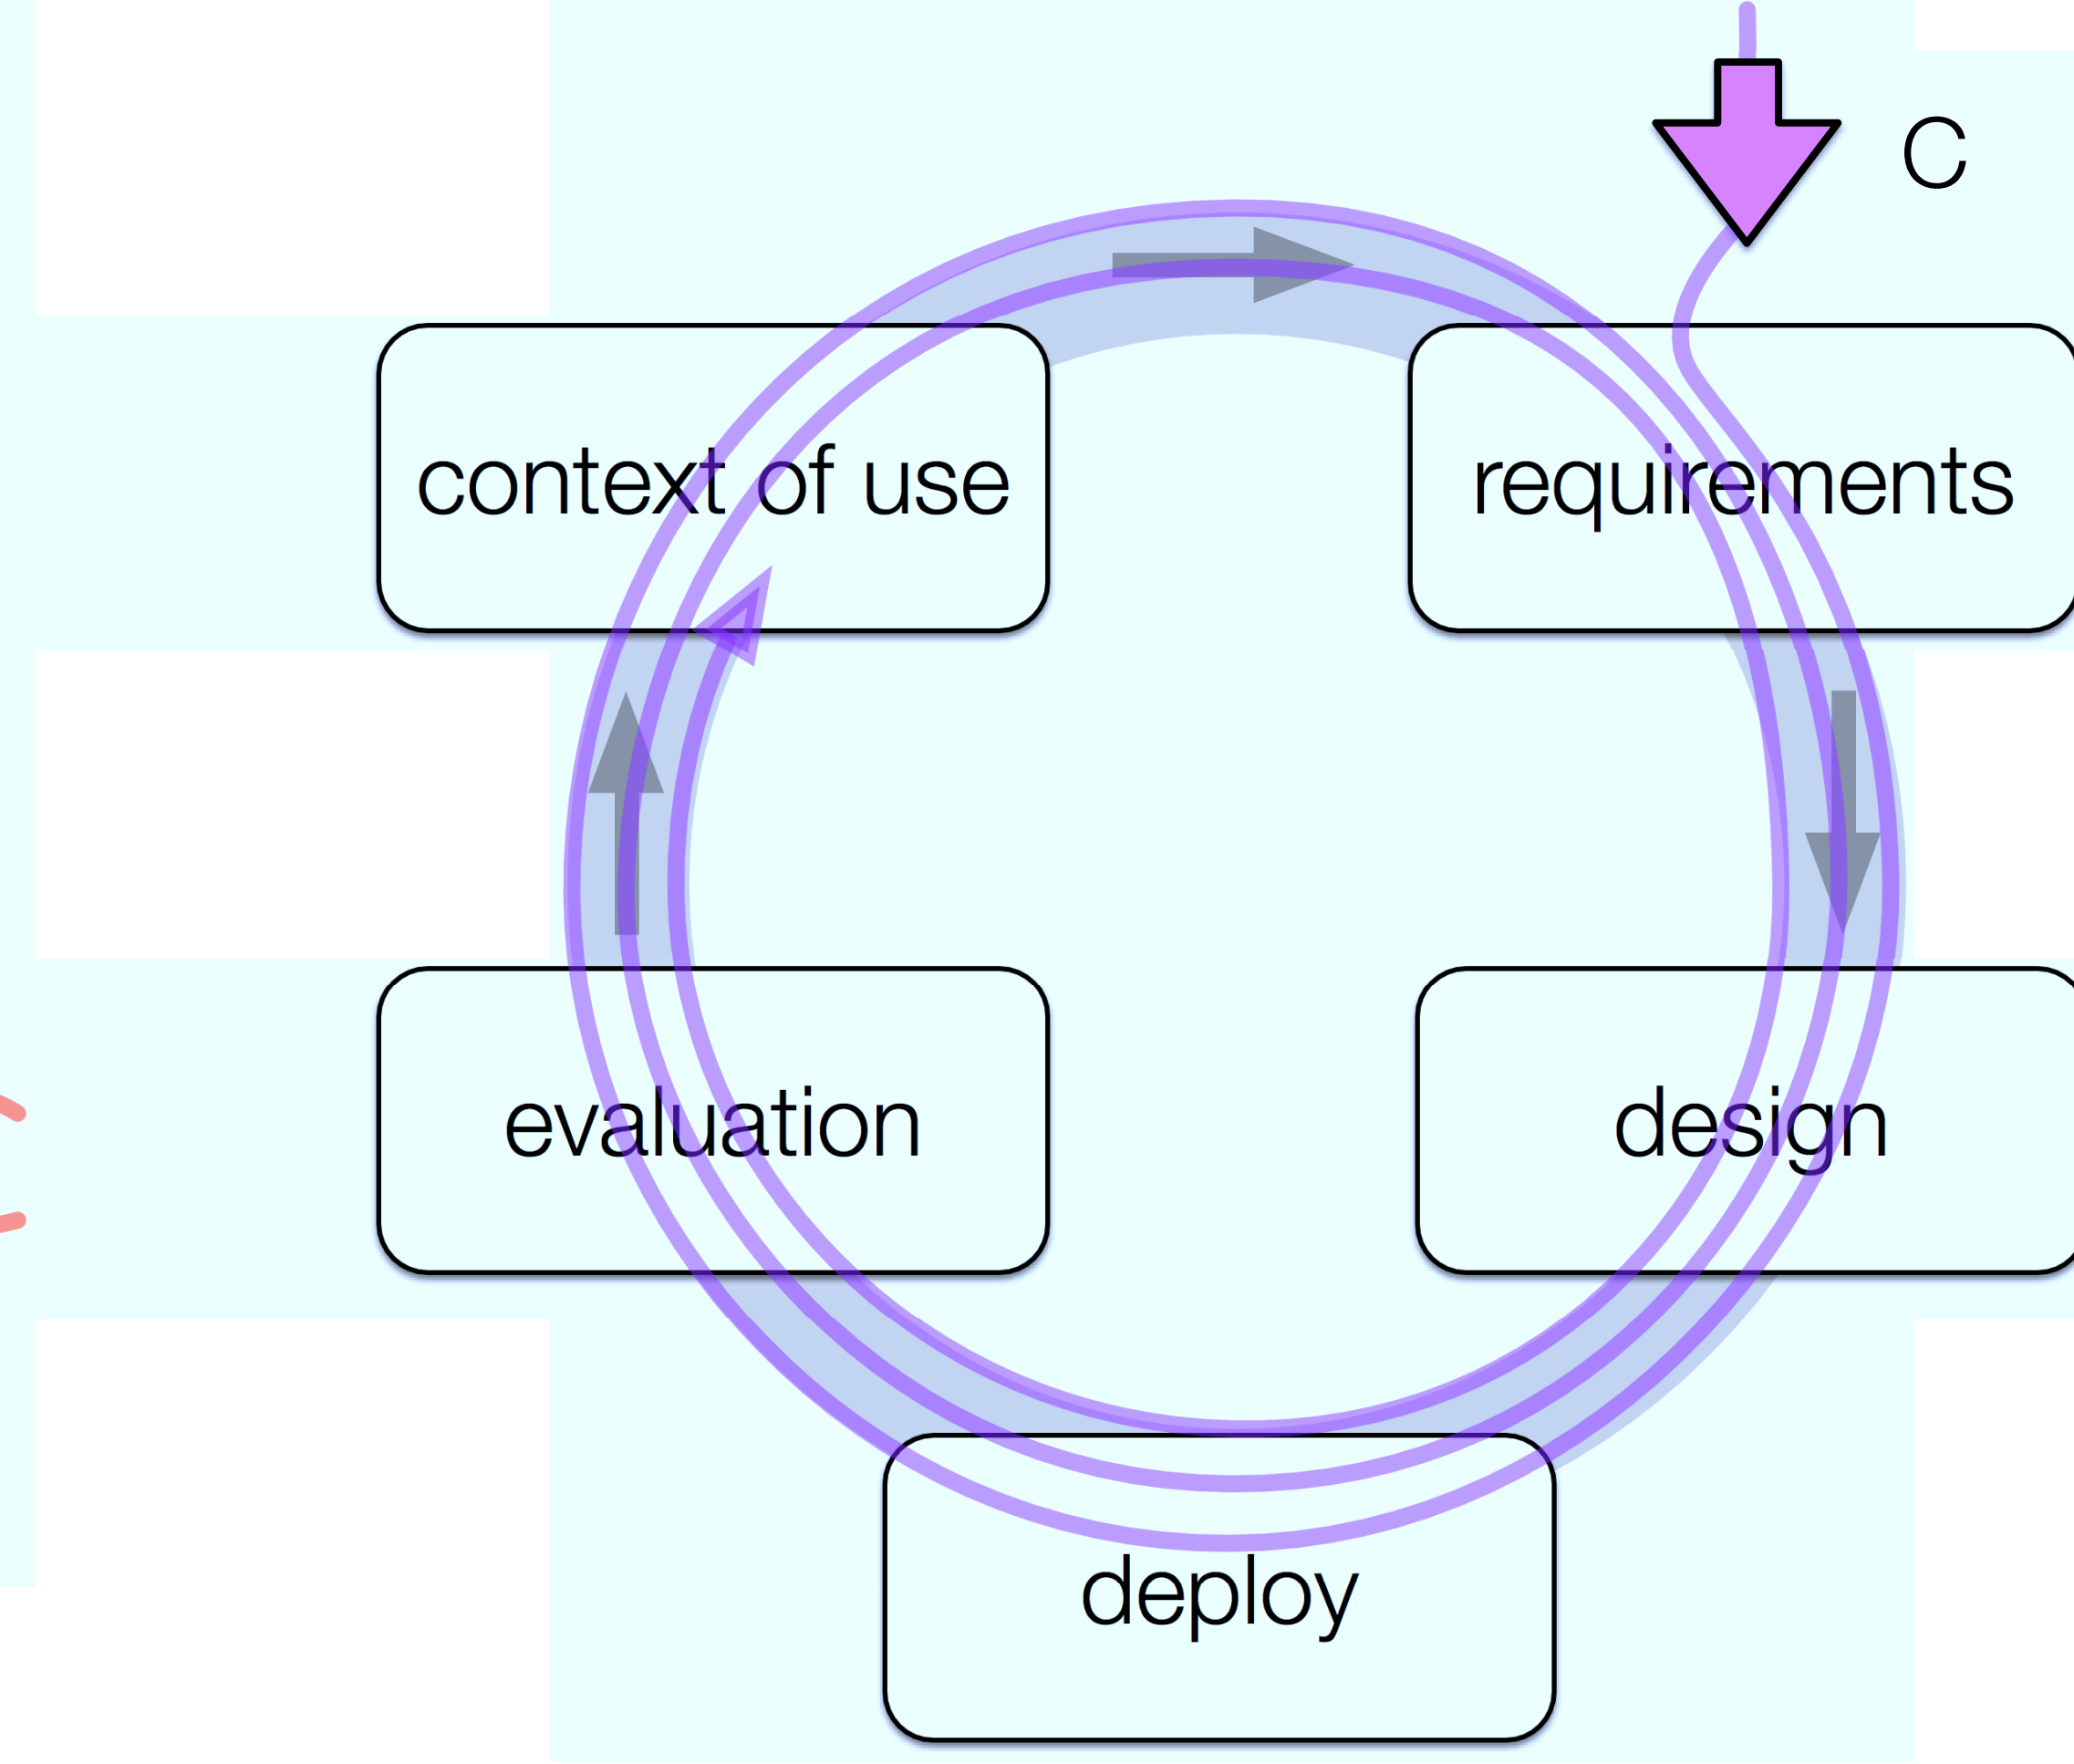 C
context of use
requirements
evaluation
design
deploy